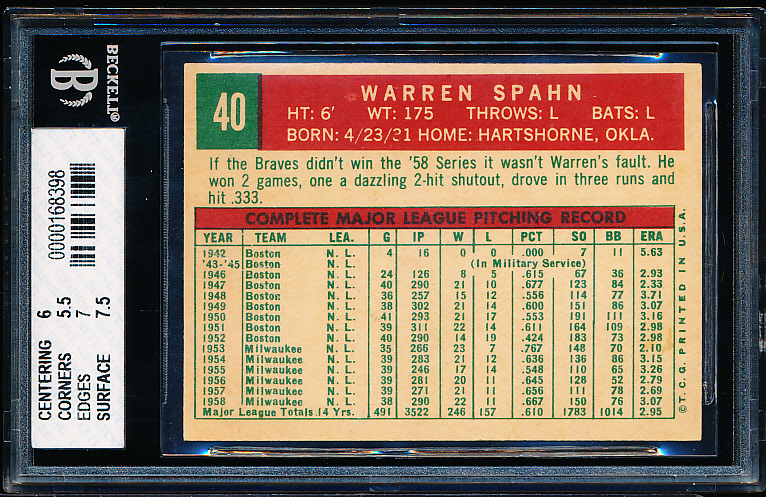 BECKETT
B
0000168398
CENTERING 6
CORNERS 5.5
EDGES 7
SURFACE 7.5
40
WARREN SPAHN
HT: 6' WT: 175 THROWS: L BATS: L
BORN: 4/23/21 HOME: HARTSHORNE, OKLA.
If the Braves didn't win the '58 Series it wasn't Warren's fault. He
won 2 games, one a dazzling 2-hit shutout, drove in three runs and
hit .333.
COMPLETE MAJOR LEAGUE PITCHING RECORD
YEAR TEAM LEA. G IP W L PCT SO BB ERA
1942 Boston N. L. 4 16 0 0 .000 7 11 5.63
'43-'45 Boston N. L. (In Military Service)
1946 Boston N. L. 24 126 8 5 .615 67 36 2.93
1947 Boston N. L. 40 290 21 10 .677 123 84 2.33
1948 Boston N. L. 36 257 15 12 .556 114 77 3.71
1949 Boston N. L. 38 302 21 14 .600 151 86 3.07
1950 Boston N. L. 41 293 21 17 .553 191 111 3.16
1951 Boston N. L. 39 311 22 14 .611 164 109 2.98
1952 Boston N. L. 40 290 14 19 .424 183 73 2.98
1953 Milwaukee N. L. 35 266 23 7 .767 148 70 2.10
1954 Milwaukee N. L. 39 283 21 12 .636 136 86 3.15
1955 Milwaukee N. L. 39 246 17 14 .548 110 65 3.26
1956 Milwaukee N. L. 39 281 20 11 .645 128 52 2.79
1957 Milwaukee N. L. 39 271 21 11 .656 111 78 2.69
1958 Milwaukee N. L. 38 290 22 11 .667 150 76 3.07
Major League Totals 14 Yrs. 491 3522 246 157 .610 1783 1014 2.95
© T.C.G. PRINTED IN U.S.A.